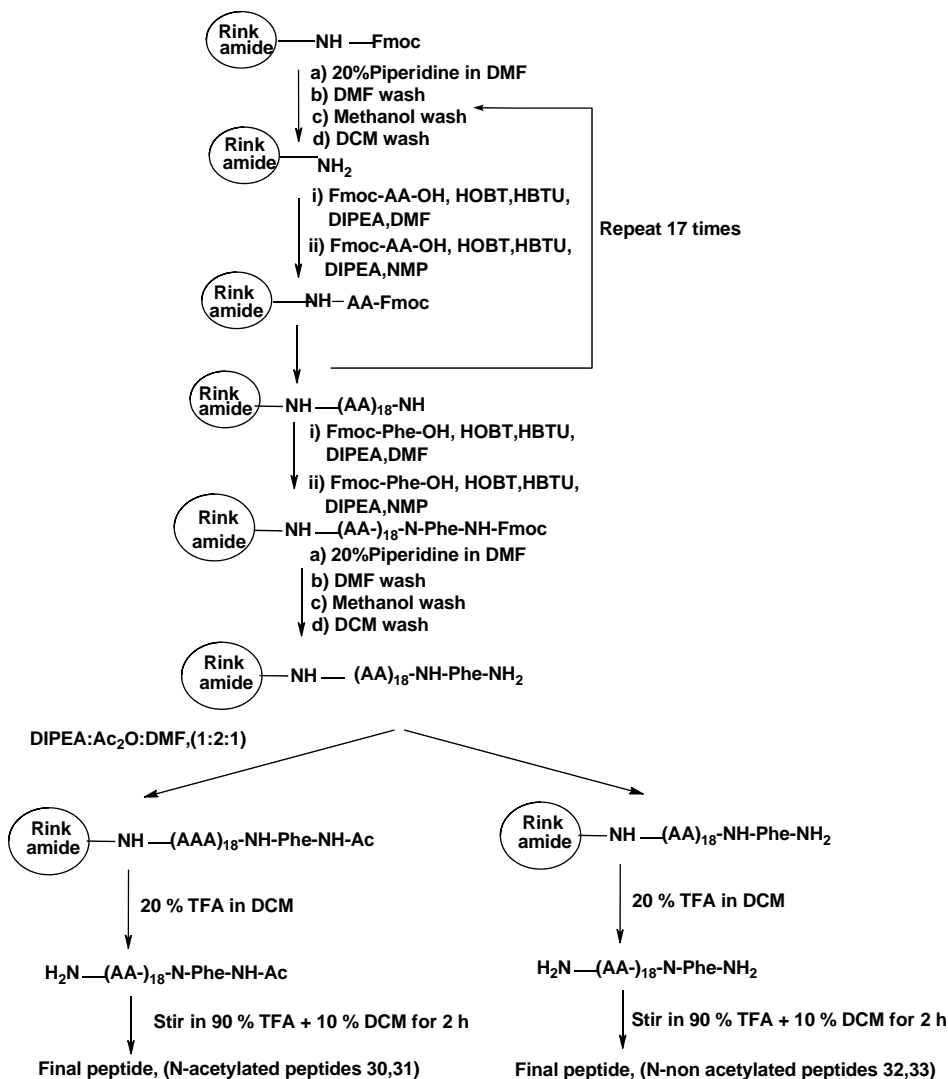 Rink
amide
NH —Fmoc
a) 20%Piperidine in DMF
b) DMF wash
c) Methanol wash
d) DCM wash
Rink
amide
NH2
i) Fmoc-AA-OH, HOBT,HBTU,
DIPEA,DMF
ii) Fmoc-AA-OH, HOBT,HBTU,
DIPEA,NMP
Repeat 17 times
Rink
amide
NH— AA-Fmoc
Rink
amide
NH —(AA)18-NH
i) Fmoc-Phe-OH, HOBT,HBTU,
DIPEA,DMF
ii) Fmoc-Phe-OH, HOBT,HBTU,
DIPEA,NMP
Rink
amide
NH —(AA-)18-N-Phe-NH-Fmoc
a) 20%Piperidine in DMF
b) DMF wash
c) Methanol wash
d) DCM wash
Rink
amide
NH — (AA)18-NH-Phe-NH2
DIPEA:Ac2O:DMF,(1:2:1)
Rink
amide
NH —(AAA)18-NH-Phe-NH-Ac
20 % TFA in DCM
H2N —(AA-)18-N-Phe-NH-Ac
Stir in 90 % TFA + 10 % DCM for 2 h
Final peptide, (N-acetylated peptides 30,31)
Rink
amide
NH —(AA)18-NH-Phe-NH2
20 % TFA in DCM
H2N —(AA-)18-N-Phe-NH2
Stir in 90 % TFA + 10 % DCM for 2 h
Final peptide, (N-non acetylated peptides 32,33)